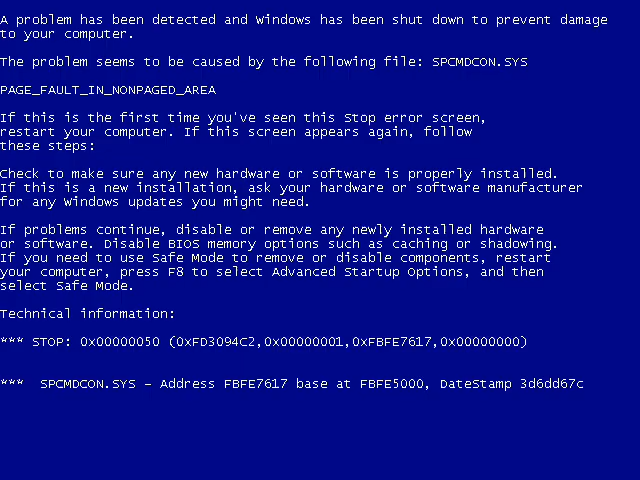 A problem has been detected and Windows has been shut down to prevent damage
to your computer.
The problem seems to be caused by the following file: SPCMDCON.SYS
PAGE_FAULT_IN_NONPAGED_AREA
If this is the first time you've seen this Stop error screen,
restart your computer. If this screen appears again, follow
these steps:
Check to make sure any new hardware or software is properly installed.
If this is a new installation, ask your hardware or software manufacturer
for any Windows updates you might need.
If problems continue, disable or remove any newly installed hardware
or software. Disable BIOS memory options such as caching or shadowing.
If you need to use Safe Mode to remove or disable components, restart
your computer, press F8 to select Advanced Startup Options, and then
select Safe Mode.
Technical information:
*** STOP: 0x00000050 (0xFD3094C2,0x00000001,0xFBFE7617,0x00000000)
*** SPCMDCON.SYS - Address FBFE7617 base at FBFE5000, DateStamp 3d6dd67c